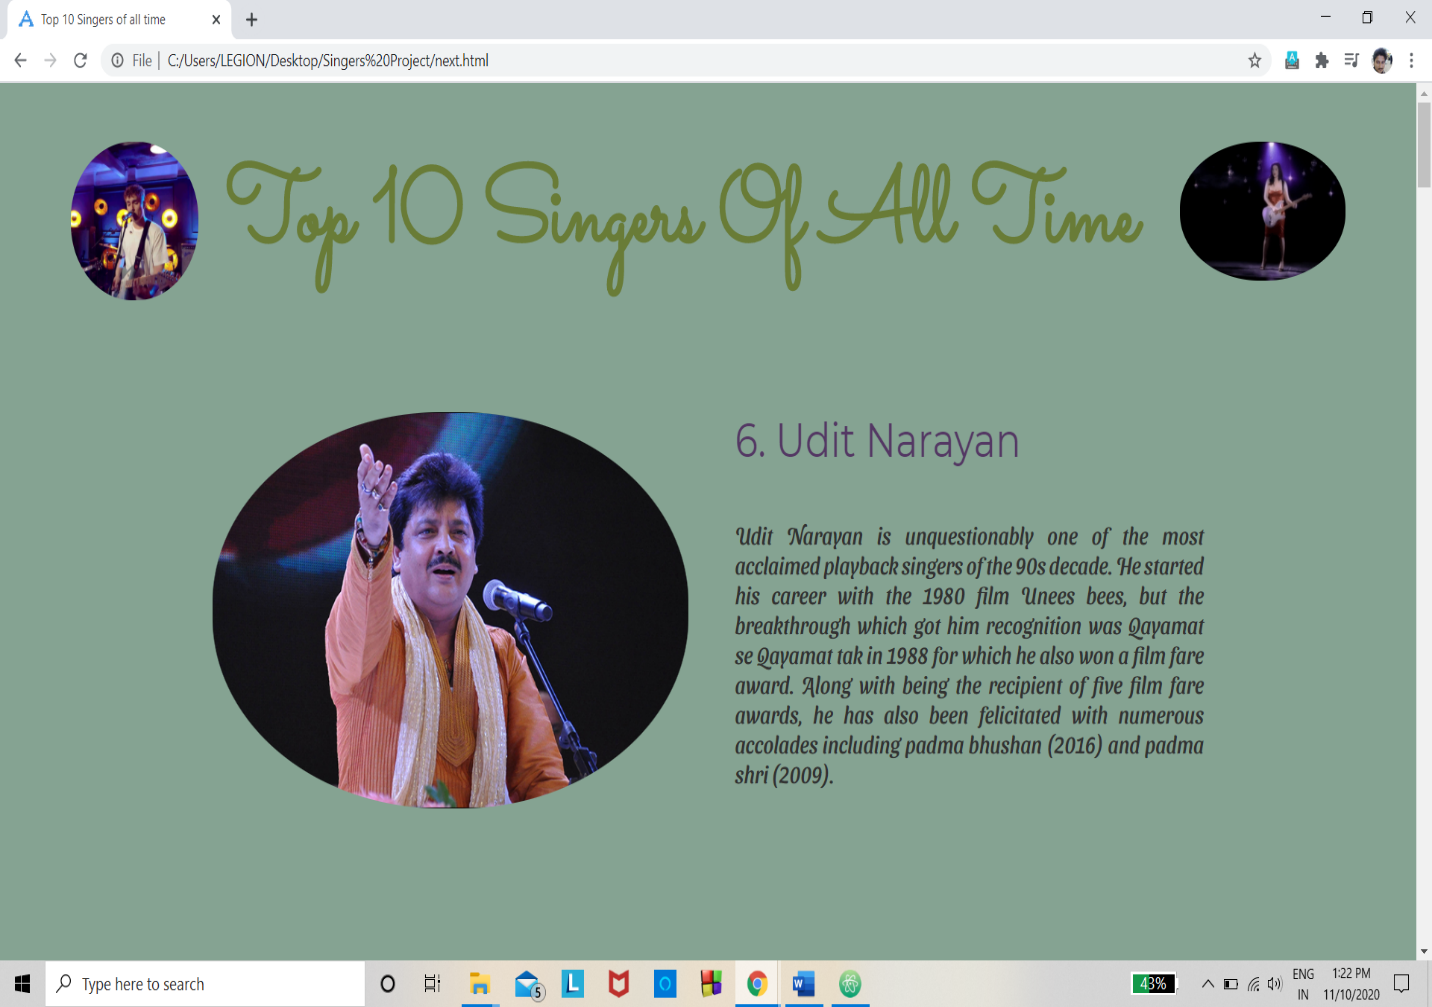 Top 10 Singers of all time
File | C:/Users/LEGION/Desktop/Singers%20Project/next.html
Top 10 Singers Of All Time
6. Udit Narayan
Udit Narayan is unquestionably one of the most
acclaimed playback singers of the 90s decade. He started
his career with the 1980 film Unees bees, but the
breakthrough which got him recognition was Qayamat
se Qayamat tak in 1988 for which he also won a film fare
award. Along with being the recipient of five film fare
awards, he has also been felicitated with numerous
accolades including padma bhushan (2016) and padma
shri (2009).
Type here to search
5
L
W
43%
ENG
IN
1:22 PM
11/10/2020